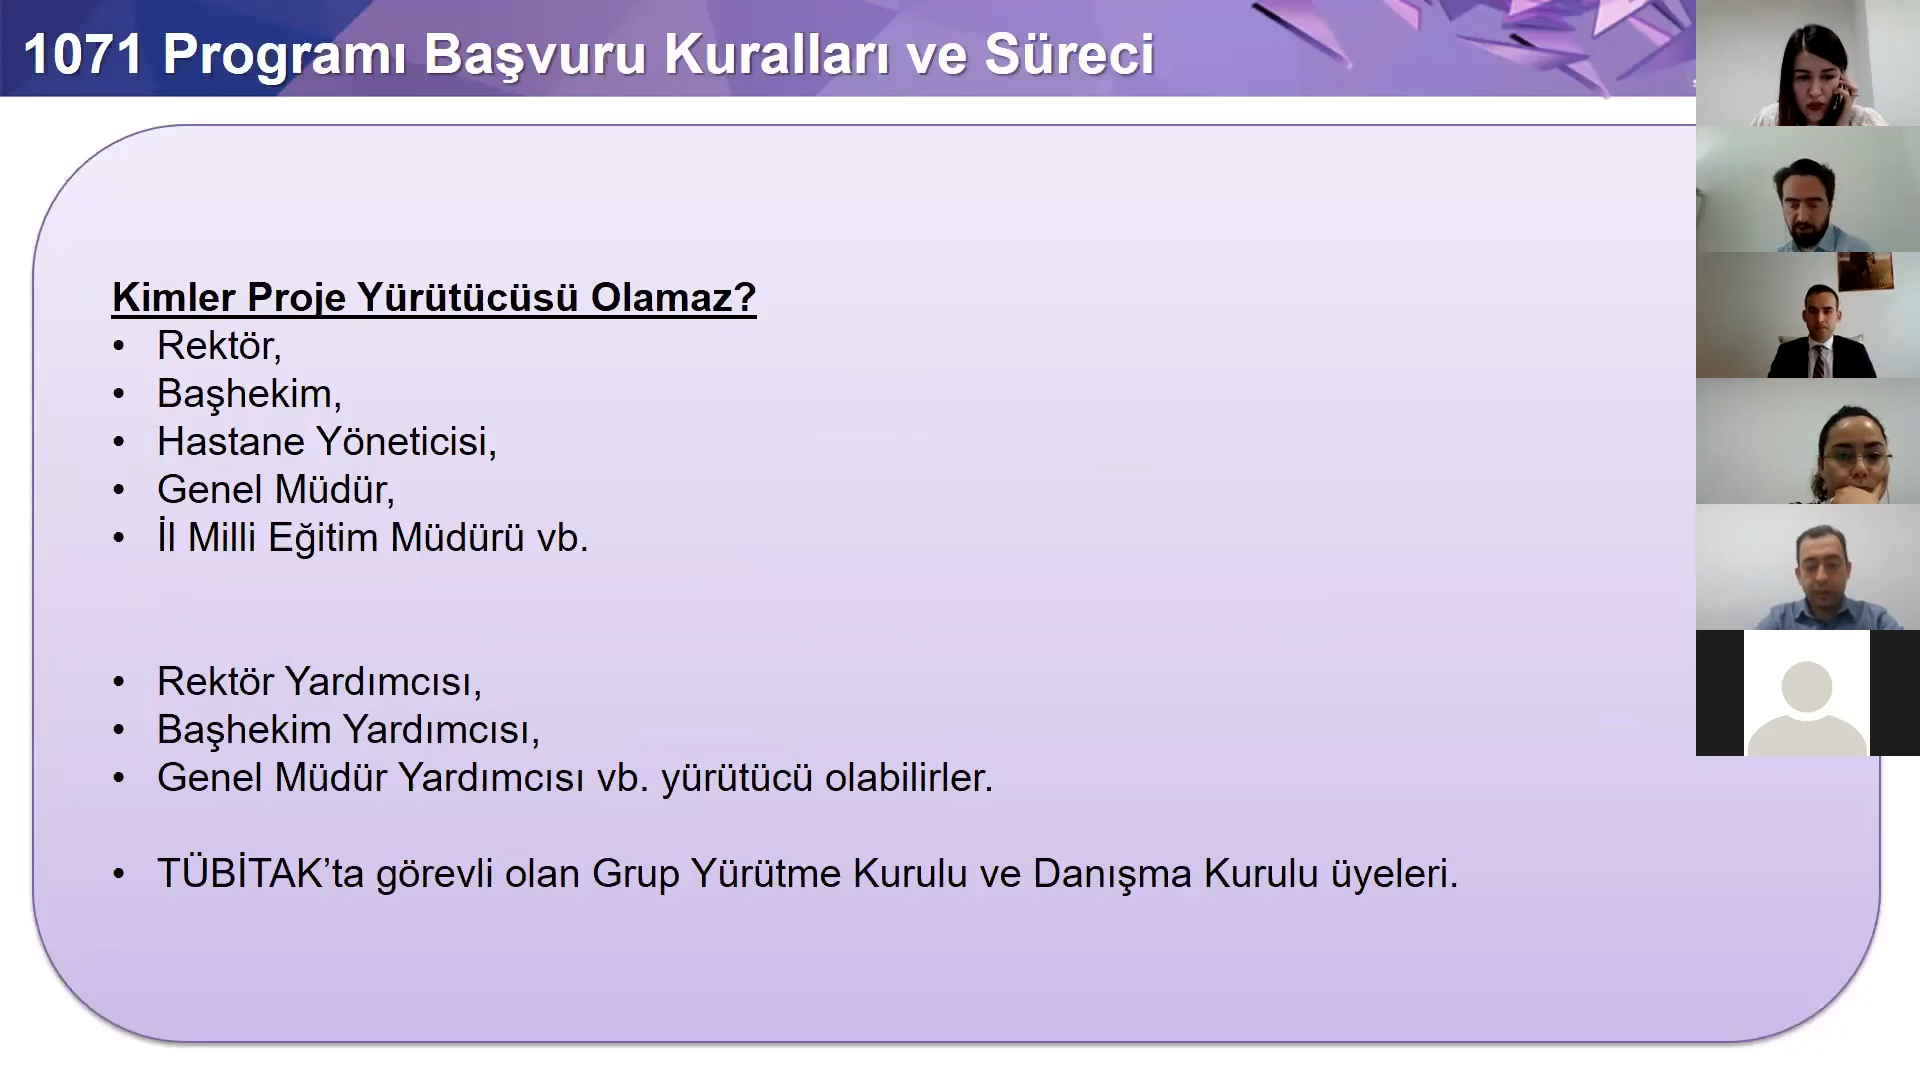 1071 Programı Başvuru Kuralları ve Süreci
Kimler Proje Yürütücüsü Olamaz?
• Rektör,
• Başhekim,
• Hastane Yöneticisi,
• Genel Müdür,
• İl Milli Eğitim Müdürü vb.
• Rektör Yardımcısı,
• Başhekim Yardımcısı,
• Genel Müdür Yardımcısı vb. yürütücü olabilirler.
• TÜBİTAK’ta görevli olan Grup Yürütme Kurulu ve Danışma Kurulu üyeleri.